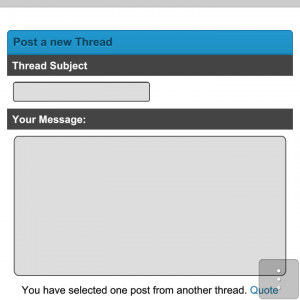 Post a new Thread
Thread Subject
Your Message:
You have selected one post from another thread. Quote